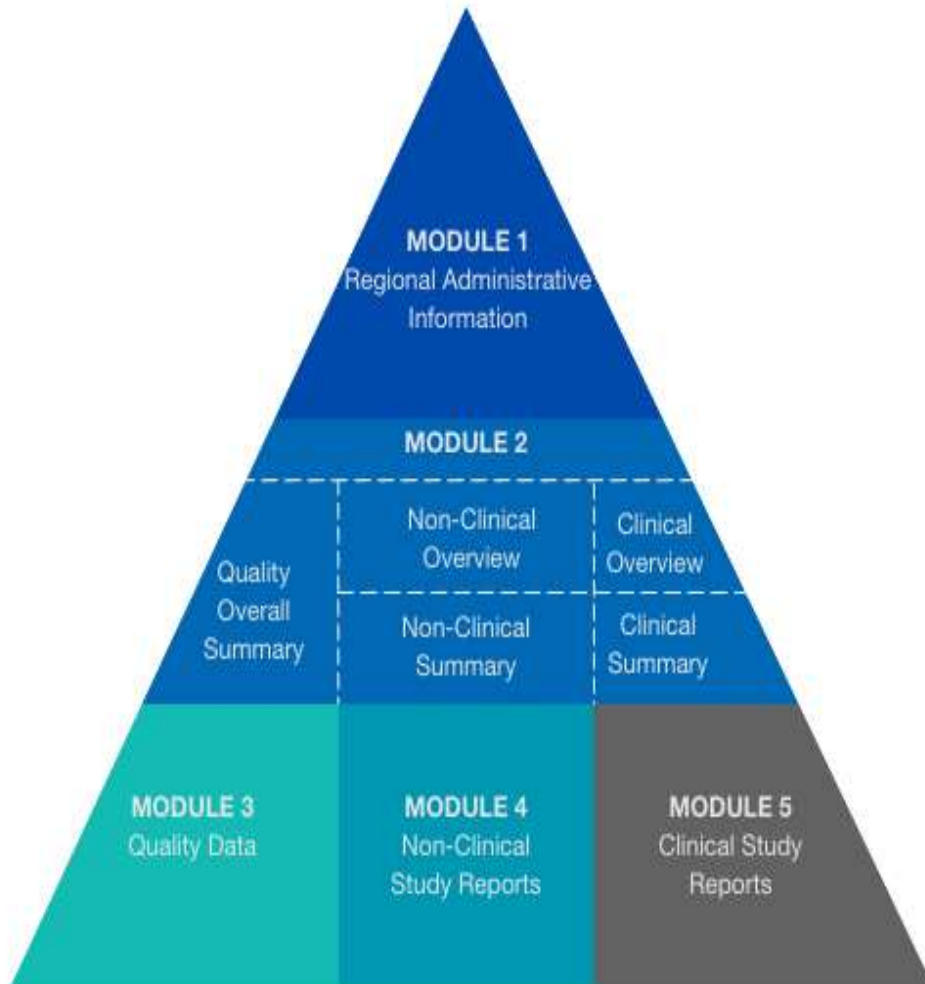 MODULE 1
Regional Administrative
Information
MODULE 2
Quality
Overall
Summary
Non-Clinical
Overview
Non-Clinical
Summary
Clinical
Overview
Clinical
Summary
MODULE 3
Quality Data
MODULE 4
Non-Clinical
Study Reports
MODULE 5
Clinical Study
Reports